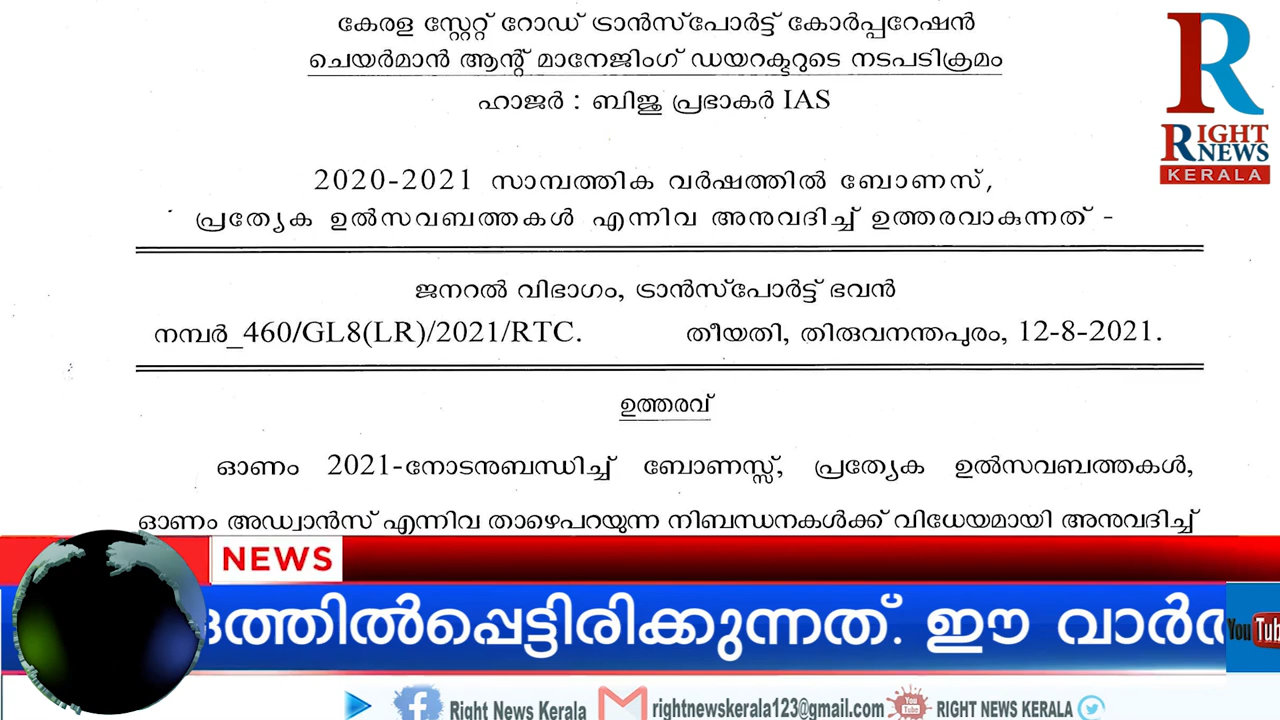 കേരള സ്റ്റേറ്റ് റോഡ് ട്രാൻസ്പോർട്ട് കോർപ്പറേഷൻ
ചെയർമാൻ ആന്റ് മാനേജിംഗ് ഡയറക്ടറുടെ നടപടിക്രമം
ഹാജർ : ബിജു പ്രഭാകർ IAS
R
RIGHT
NEWS
KERALA
2020-2021 സാമ്പത്തിക വർഷത്തിൽ ബോണസ്,
പ്രത്യേക ഉൽസവബത്തകൾ എന്നിവ അനുവദിച്ച് ഉത്തരവാകുന്നത് -
ജനറൽ വിഭാഗം, ട്രാൻസ്പോർട്ട് ഭവൻ
നമ്പർ_460/GL8(LR)/2021/RTC. തീയതി, തിരുവനന്തപുരം, 12-8-2021.
ഉത്തരവ്
ഓണം 2021-നോടനുബന്ധിച്ച് ബോണസ്സ്, പ്രത്യേക ഉൽസവബത്തകൾ,
ഓണം അഡ്വാൻസ് എന്നിവ താഴെപറയുന്ന നിബന്ധനകൾക്ക് വിധേയമായി അനുവദിച്ച്
NEWS
ത്തിൽപ്പെട്ടിരിക്കുന്നത്. ഈ
YouTub
Right News Kerala rightnewskerala123@gmail.com You Tube RIGHT NEWS KERALA